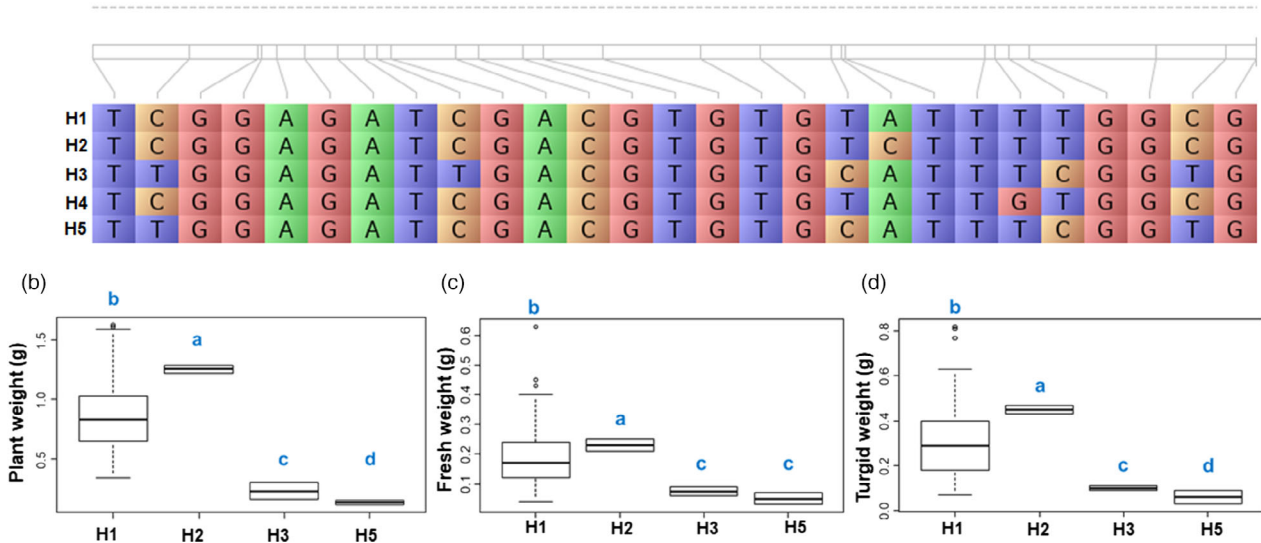 H1 T C G G A G A T C G A C G T G T G T A T T T T G G C G
H2 T C G G A G A T C G A C G T G T G T C T T T T G G C G
H3 T T G G A G A T T G A C G T G T G C A T T T C G G T G
H4 T C G G A G A T C G A C G T G T G T A T T G T G G C G
H5 T T G G A G A T C G A C G T G T G C A T T T C G G T G
(b)
b
a
c
d
Plant weight (g)
1.5
1.0
0.5
H1 H2 H3 H5
(c)
b
a
c
c
Fresh weight (g)
0.6
0.5
0.4
0.3
0.2
0.1
H1 H2 H3 H5
(d)
b
a
c
d
Turgid weight (g)
0.8
0.6
0.4
0.2
0.0
H1 H2 H3 H5